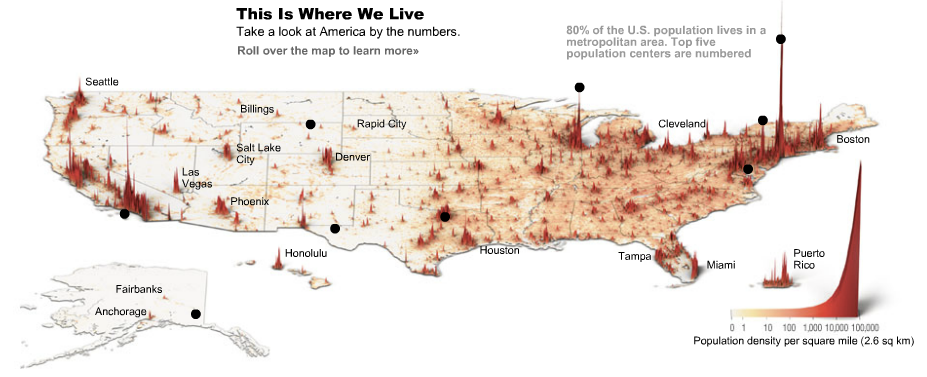 This Is Where We Live
Take a look at America by the numbers.
Roll over the map to learn more»
80% of the U.S. population lives in a
metropolitan area. Top five
population centers are numbered
Seattle
Billings
Rapid City
Cleveland
Boston
Salt Lake
City
Denver
Las
Vegas
Phoenix
Honolulu
Houston
Tampa
Miami
Puerto
Rico
Fairbanks
Anchorage
0 1 10 100 1,000 10,000 100,000
Population density per square mile (2.6 sq km)